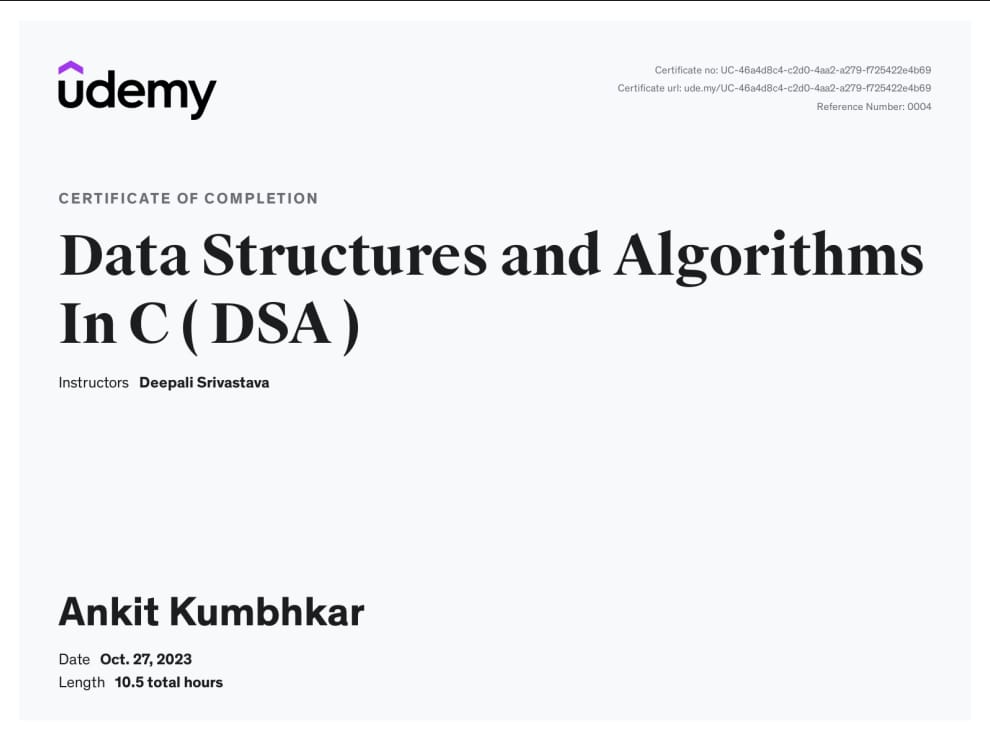 udemy
Certificate no: UC-46a4d8c4-c2d0-4aa2-a279-f725422e4b69
Certificate url: ude.my/UC-46a4d8c4-c2d0-4aa2-a279-f725422e4b69
Reference Number: 0004
CERTIFICATE OF COMPLETION
Data Structures and Algorithms
In C ( DSA )
Instructors Deepali Srivastava
Ankit Kumbhkar
Date Oct. 27, 2023
Length 10.5 total hours